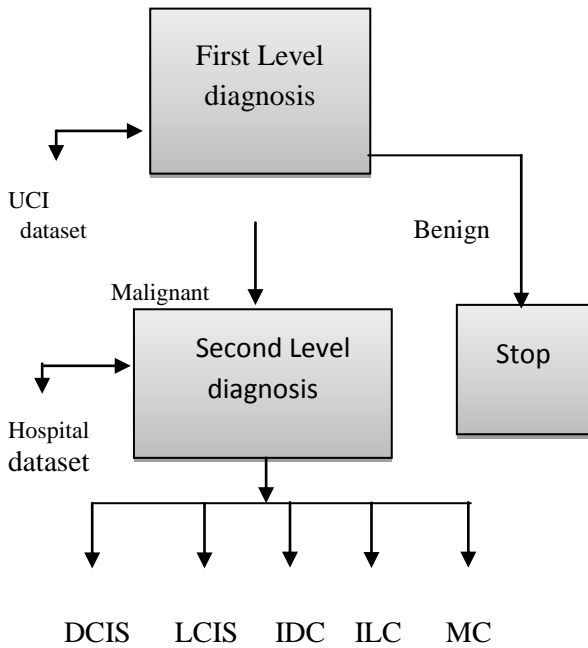 First Level
diagnosis
UCI
dataset
Benign
Malignant
Second Level
diagnosis
Stop
Hospital
dataset
DCIS LCIS IDC ILC MC